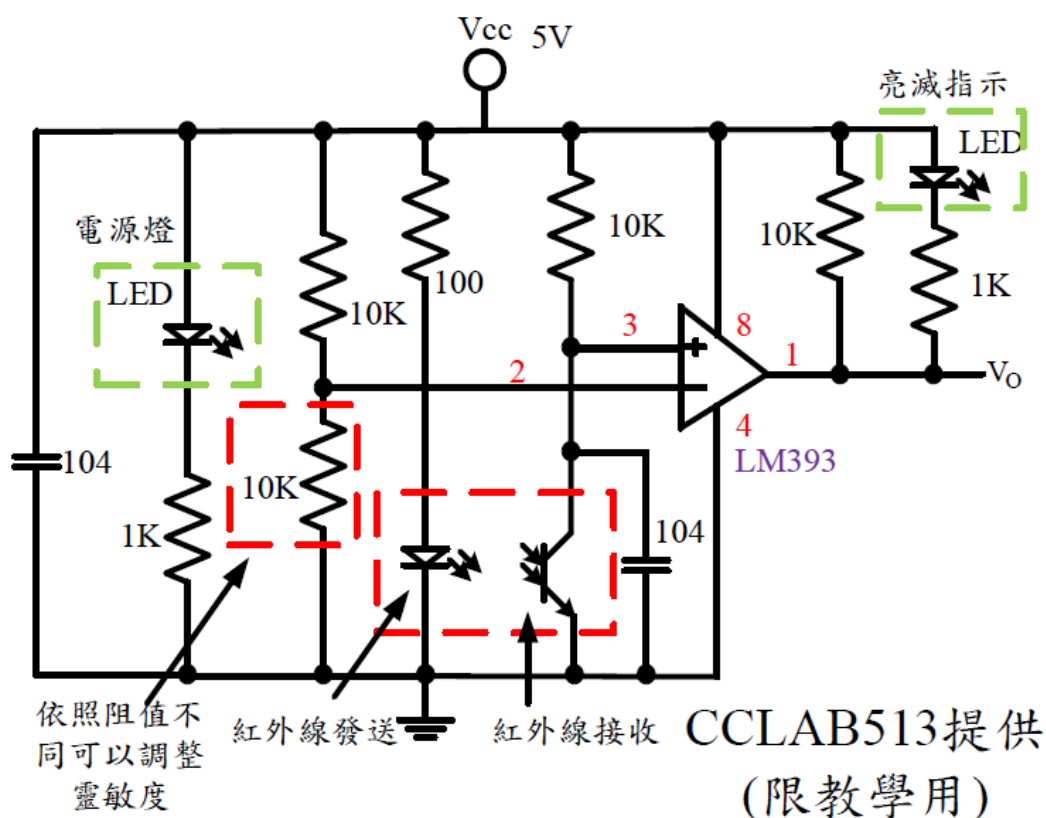 Vcc 5V
亮滅指示
LED
電源燈
LED
10K
100
10K
10K
1K
3
8
1
2
Vo
4
LM393
104
10K
1K
104
依照阻值不
同可以調整
靈敏度
紅外線發送
紅外線接收
CCLAB513提供
(限教學用)